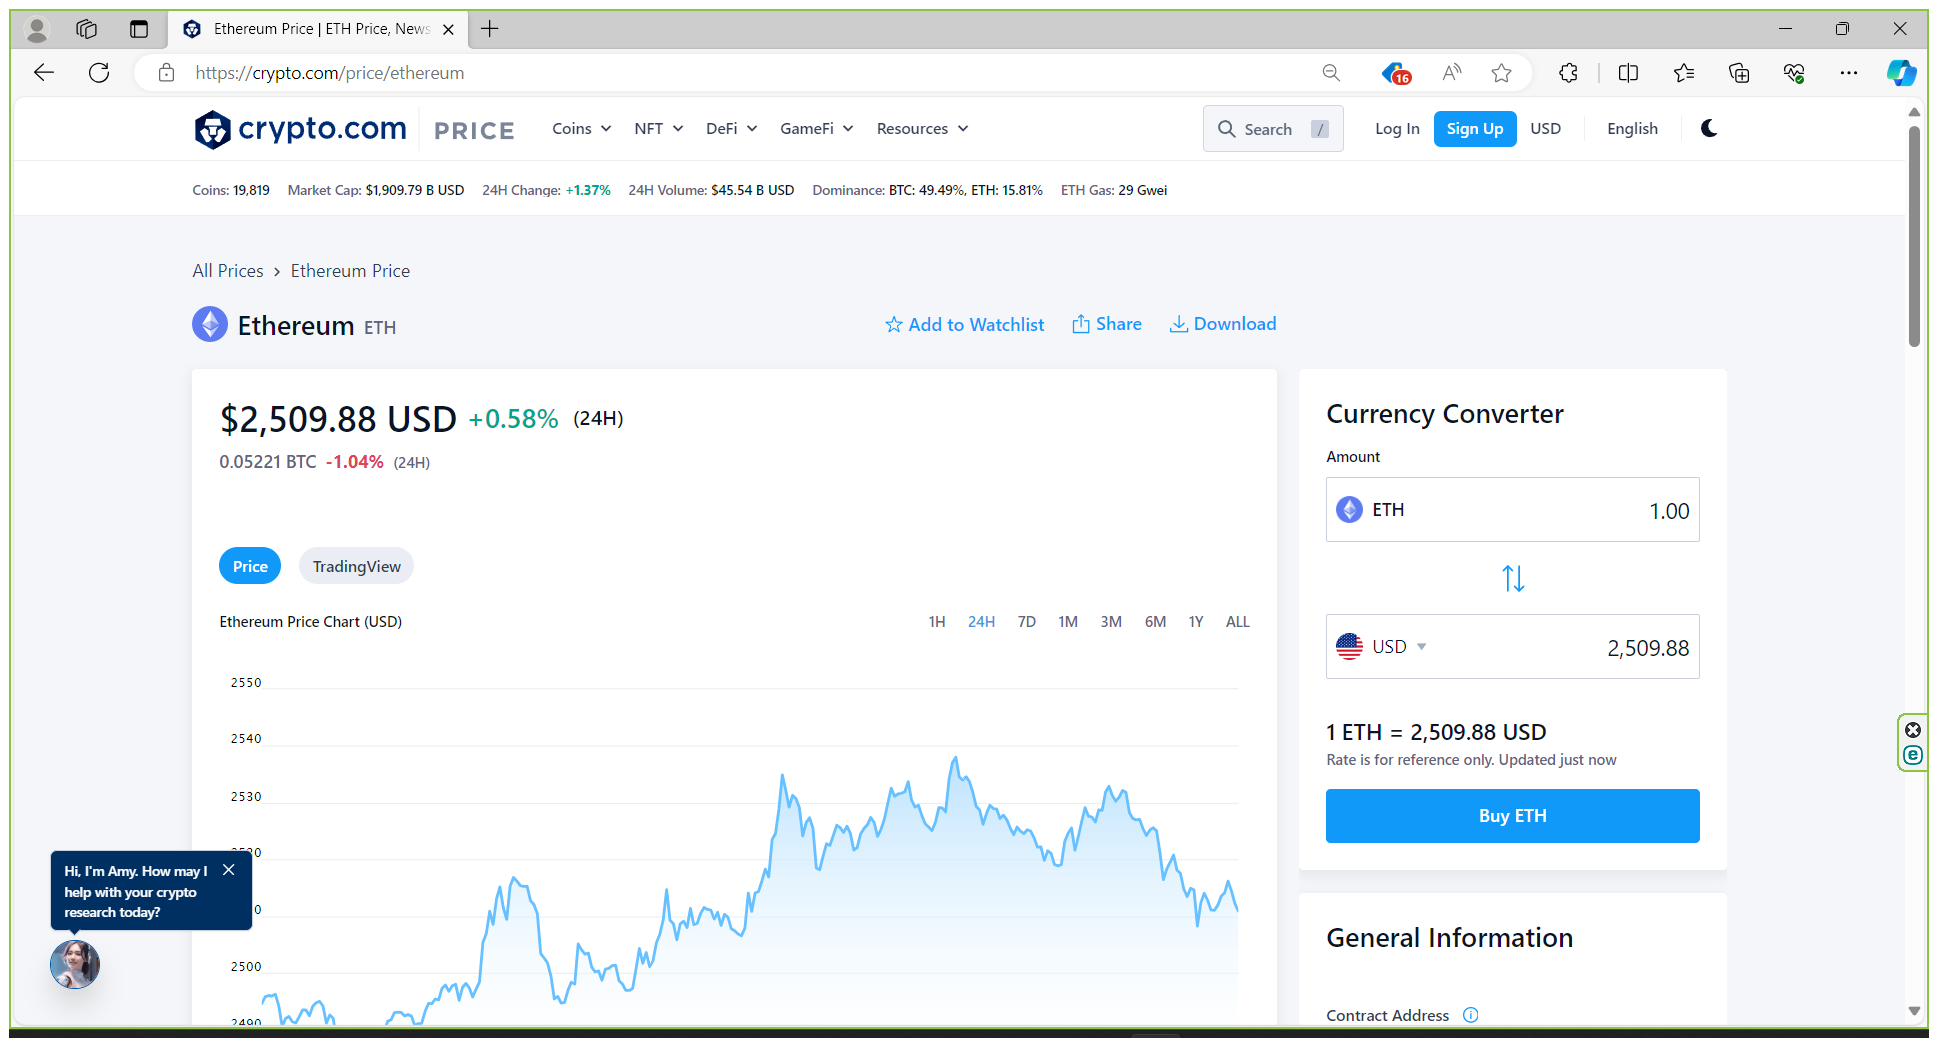 Ethereum Price | ETH Price, News
https://crypto.com/price/ethereum
16
crypto.com PRICE Coins NFT DeFi GameFi Resources Search / Log In Sign Up USD English
Coins: 19,819 Market Cap: $1,909.79 B USD 24H Change: +1.37% 24H Volume: $45.54 B USD Dominance: BTC: 49.49%, ETH: 15.81% ETH Gas: 29 Gwei
All Prices › Ethereum Price
Ethereum ETH
Add to Watchlist Share Download
$2,509.88 USD +0.58% (24H)
0.05221 BTC -1.04% (24H)
Price TradingView
Ethereum Price Chart (USD)
1H 24H 7D 1M 3M 6M 1Y ALL
2550
2540
2530
2500
2490
Hi, I'm Amy. How may I
help with your crypto
research today?
Currency Converter
Amount
ETH 1.00
USD 2,509.88
1 ETH = 2,509.88 USD
Rate is for reference only. Updated just now
Buy ETH
General Information
Contract Address